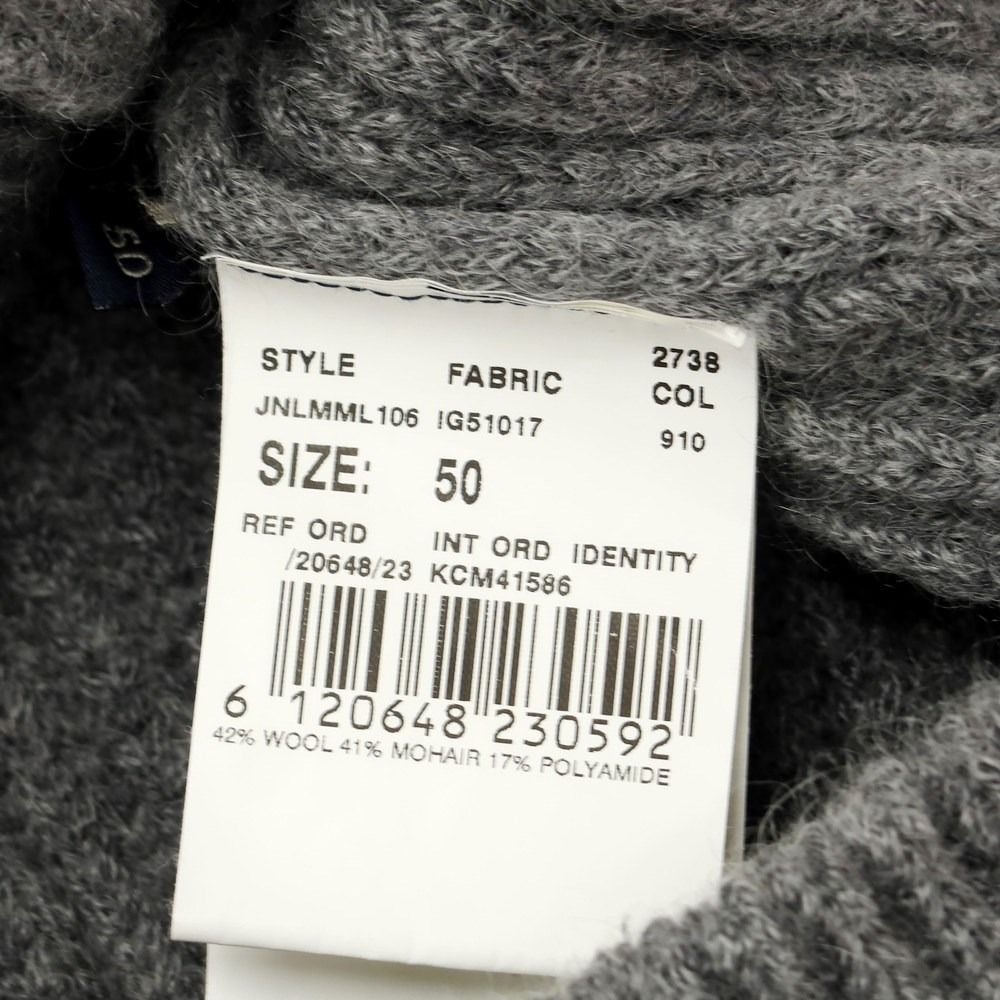 50
2738
STYLE FABRIC COL
JNLMML106 IG51017 910
SIZE: 50
REF ORD INT ORD IDENTITY
/20648/23 KCM41586
6 120648 230592
42% WOOL 41% MOHAIR 17% POLYAMIDE